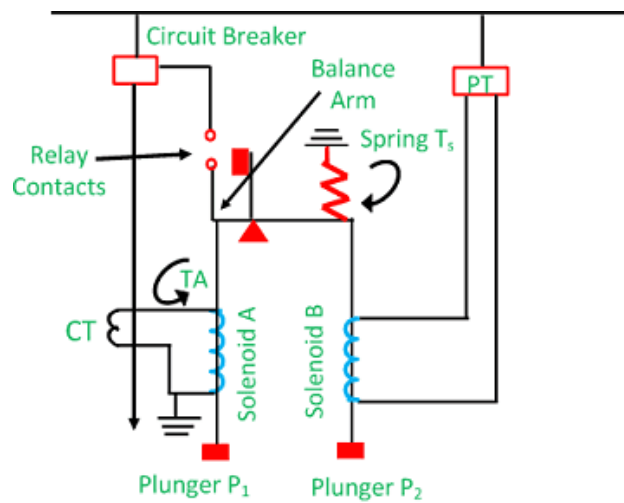 Circuit Breaker
Balance
Arm
PT
Spring Tₛ
Relay
Contacts
TA
CT
Solenoid A
Solenoid B
Plunger P₁
Plunger P₂